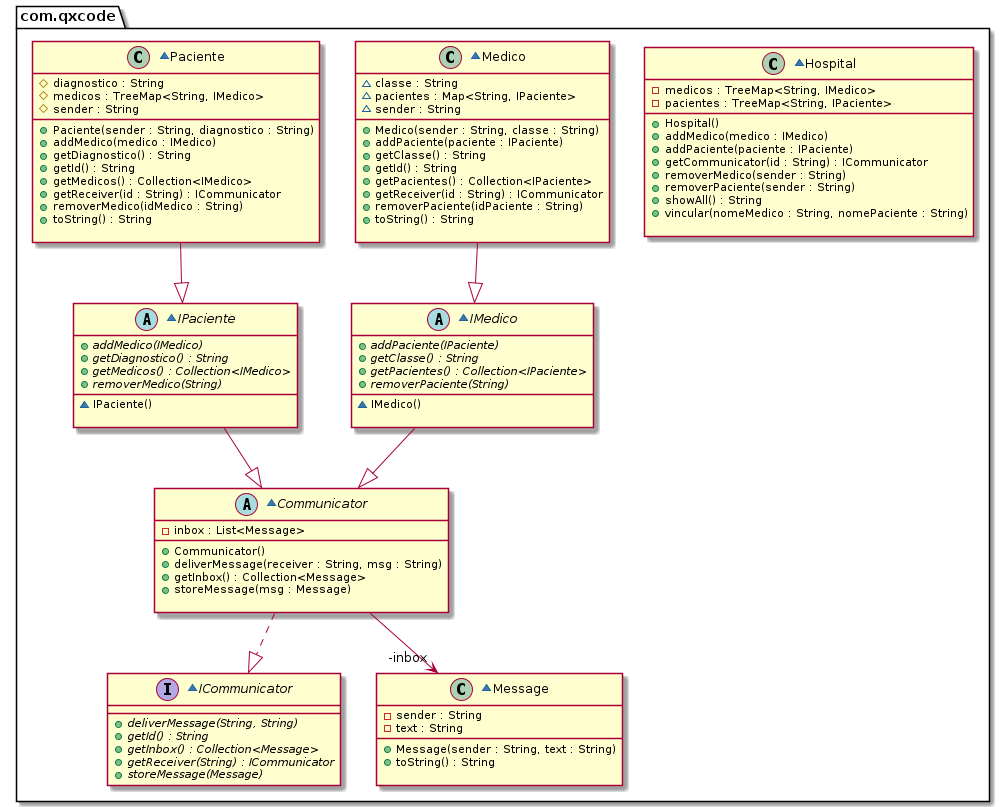 com.qxcode
C Paciente
diagnostico : String
medicos : TreeMap<String, IMedico>
sender : String
Paciente(sender : String, diagnostico : String)
addMedico(medico : IMedico)
getDiagnostico() : String
getId() : String
getMedicos() : Collection<IMedico>
getReceiver(id : String) : ICommunicator
removerMedico(idMedico : String)
toString() : String
C Medico
classe : String
pacientes : Map<String, IPaciente>
sender : String
Medico(sender : String, classe : String)
addPaciente(paciente : IPaciente)
getClasse() : String
getId() : String
getPacientes() : Collection<IPaciente>
getReceiver(id : String) : ICommunicator
removerPaciente(idPaciente : String)
toString() : String
C Hospital
medicos : TreeMap<String, IMedico>
pacientes : TreeMap<String, IPaciente>
Hospital()
addMedico(medico : IMedico)
addPaciente(paciente : IPaciente)
getCommunicator(id : String) : ICommunicator
removerMedico(sender : String)
removerPaciente(sender : String)
showAll() : String
vincular(nomeMedico : String, nomePaciente : String)
A IPaciente
addMedico(IMedico)
getDiagnostico() : String
getMedicos() : Collection<IMedico>
removerMedico(String)
IPaciente()
A IMedico
addPaciente(IPaciente)
getClasse() : String
getPacientes() : Collection<IPaciente>
removerPaciente(String)
IMedico()
A Communicator
inbox : List<Message>
Communicator()
deliverMessage(receiver : String, msg : String)
getInbox() : Collection<Message>
storeMessage(msg : Message)
-inbox
I ICommunicator
deliverMessage(String, String)
getId() : String
getInbox() : Collection<Message>
getReceiver(String) : ICommunicator
storeMessage(Message)
C Message
sender : String
text : String
Message(sender : String, text : String)
toString() : String